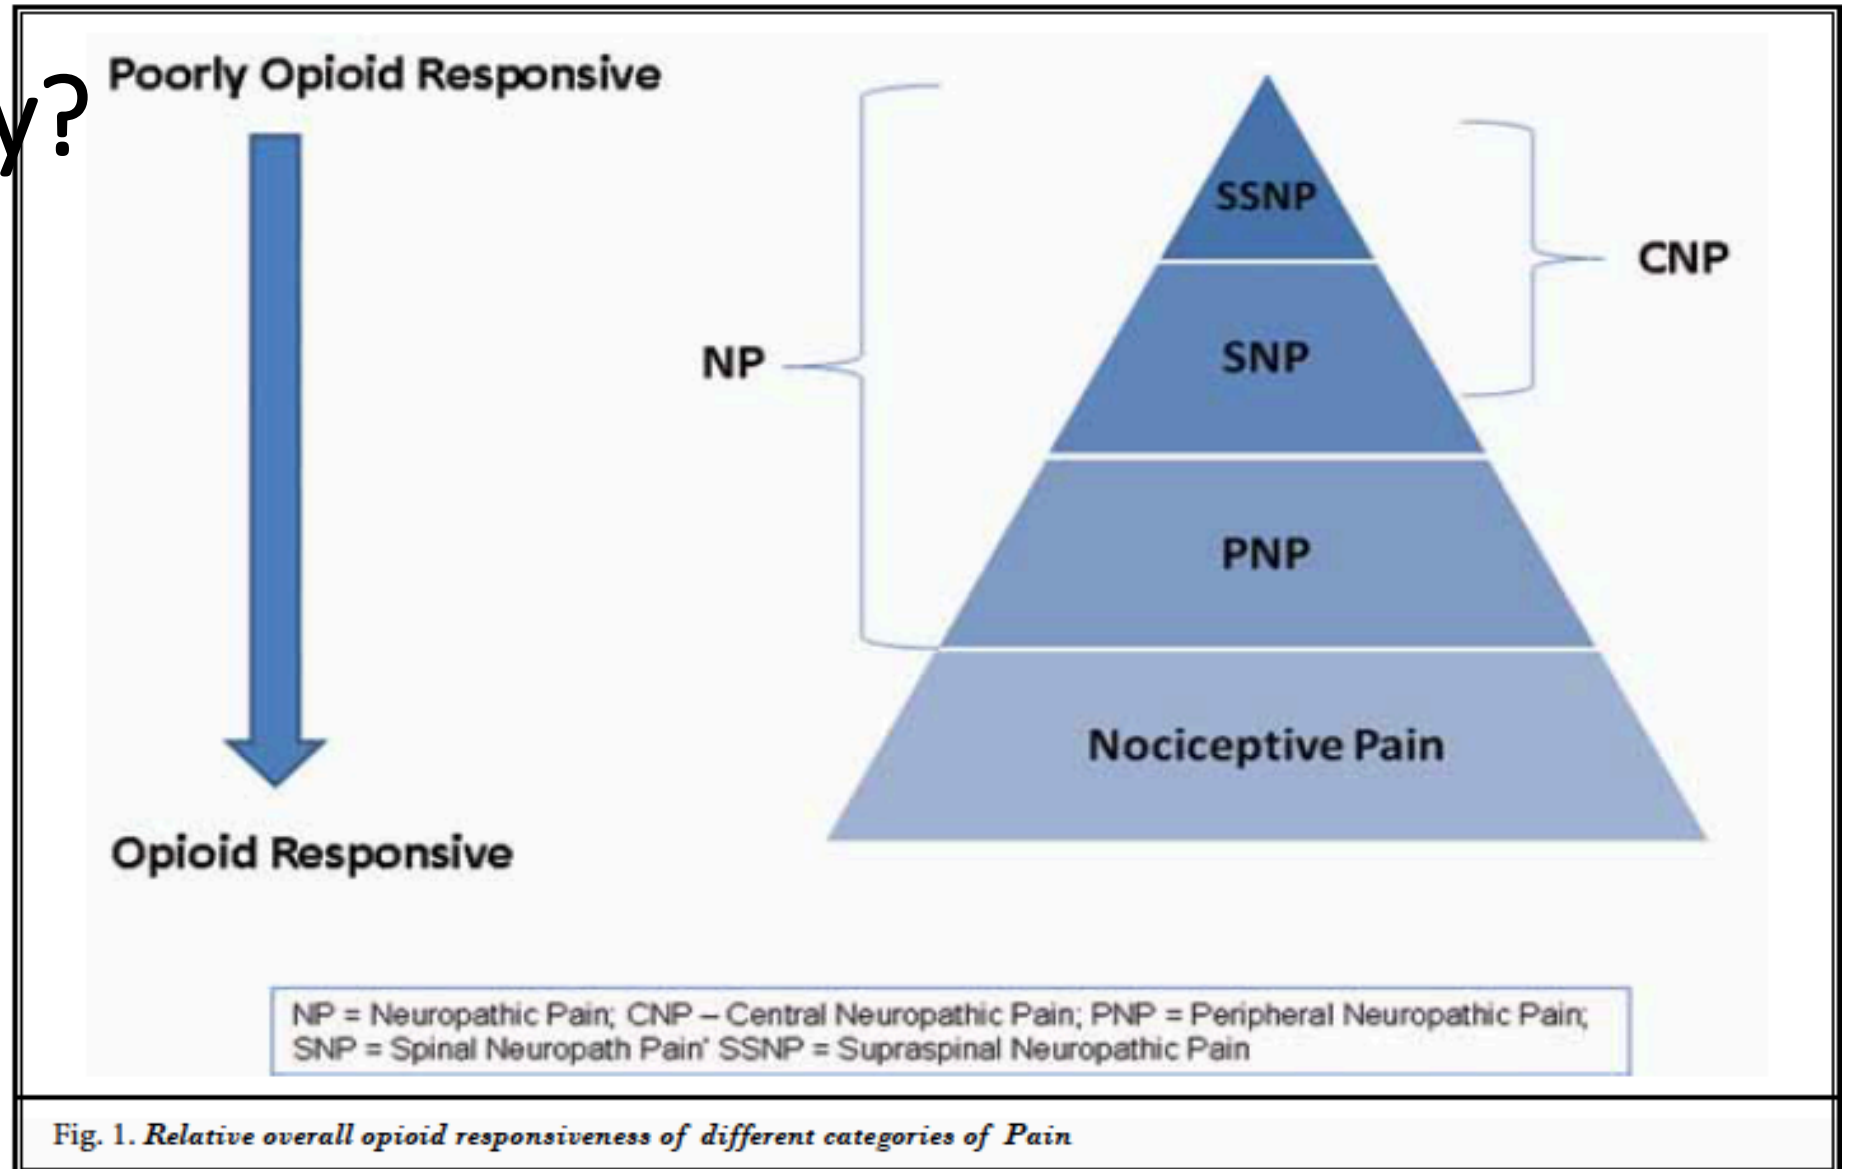 y?
Poorly Opioid Responsive
SSNP
CNP
SNP
NP
PNP
Nociceptive Pain
Opioid Responsive
NP = Neuropathic Pain; CNP – Central Neuropathic Pain; PNP = Peripheral Neuropathic Pain;
SNP = Spinal Neuropath Pain' SSNP = Supraspinal Neuropathic Pain
Fig. 1. Relative overall opioid responsiveness of different categories of Pain